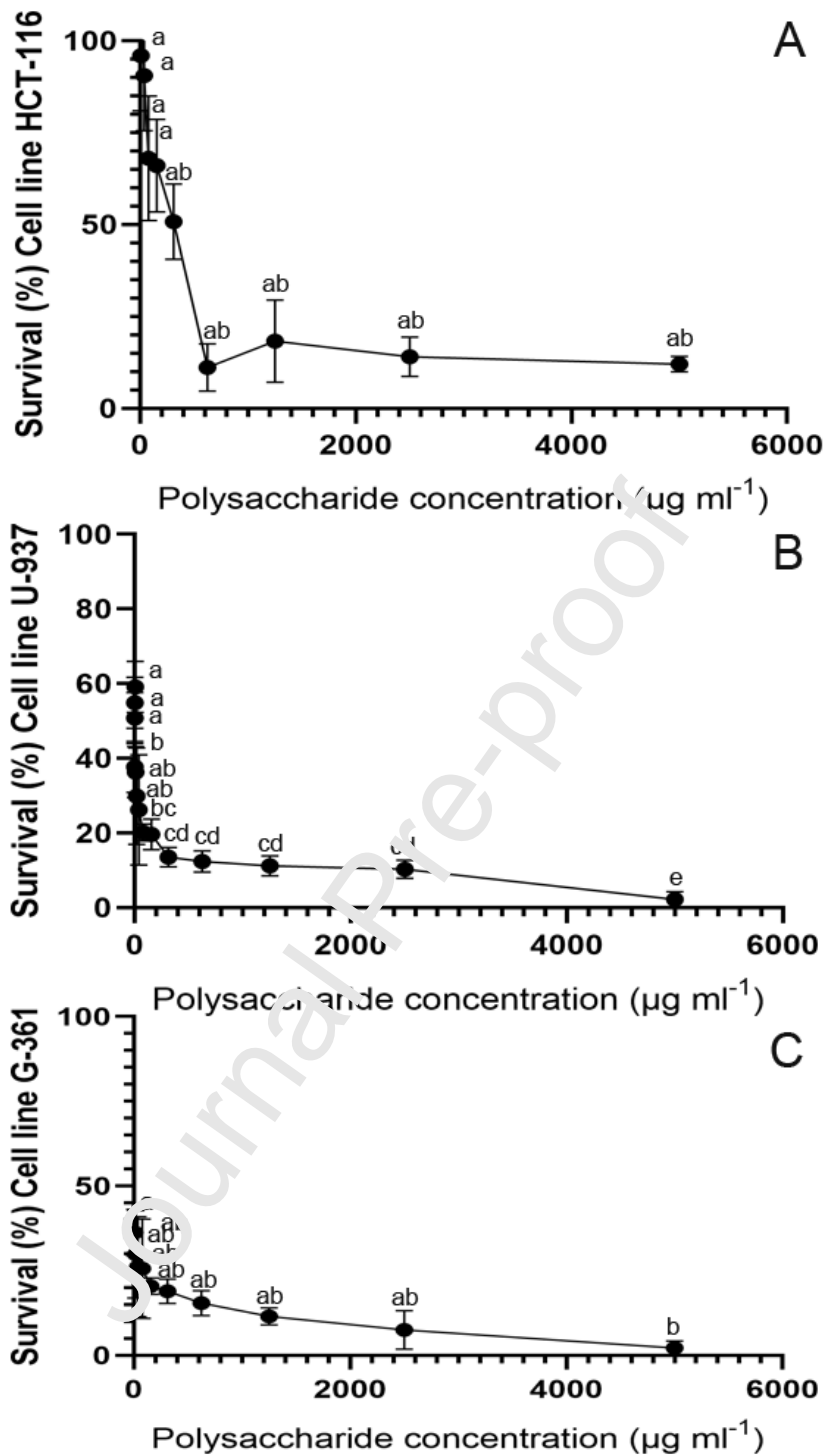 A
Survival (%) Cell line HCT-116
100
50
0
a
a
a
a
ab
ab
ab
ab
ab
0 2000 4000 6000
Polysaccharide concentration (µg ml⁻¹)
B
Survival (%) Cell line U-937
100
80
60
40
20
0
a
a
a
b
ab
ab
bc
cd
cd
cd
cd
e
0 2000 4000 6000
Polysaccharide concentration (µg ml⁻¹)
C
Survival (%) Cell line G-361
100
50
0
a
ab
ab
ab
ab
ab
ab
ab
b
0 2000 4000 6000
Polysaccharide concentration (µg ml⁻¹)
Journal Pre-proof